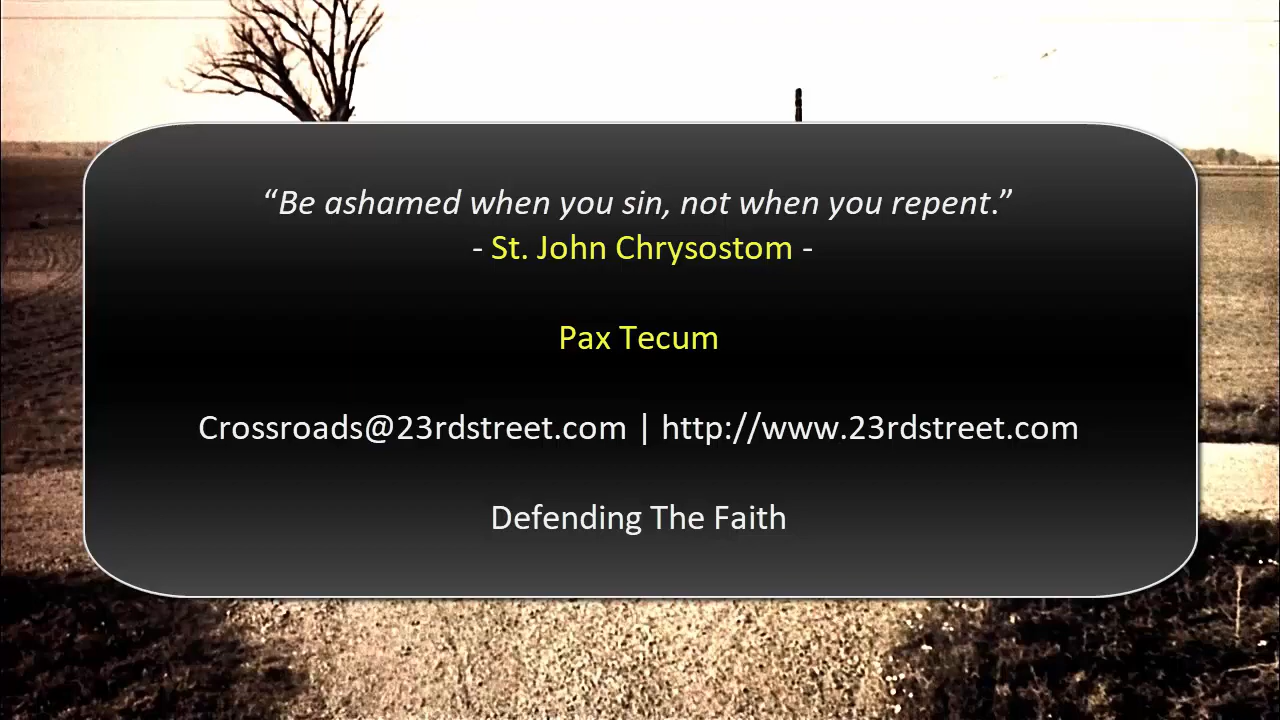 “Be ashamed when you sin, not when you repent.”
- St. John Chrysostom -
Pax Tecum
Crossroads@23rdstreet.com | http://www.23rdstreet.com
Defending The Faith